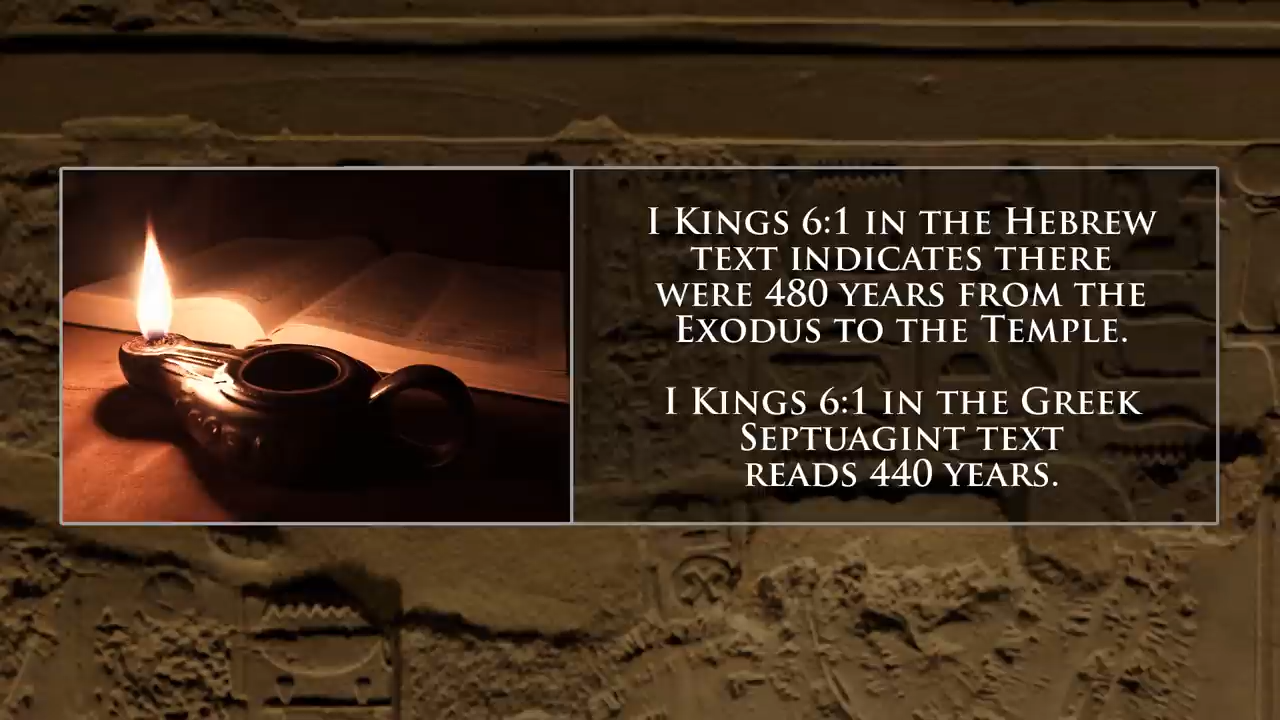 I Kings 6:1 in the Hebrew
text indicates there
were 480 years from the
Exodus to the Temple.
I Kings 6:1 in the Greek
Septuagint text
reads 440 years.